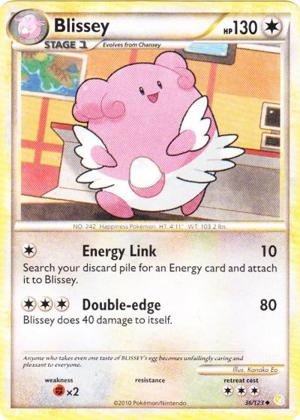 Blissey HP130
STAGE 1 Evolves from Chansey
NO. 242 Happiness Pokémon HT: 4'11" WT: 103.2 lbs.
Energy Link 10
Search your discard pile for an Energy card and attach
it to Blissey.
Double-edge 80
Blissey does 40 damage to itself.
Anyone who takes even one taste of BLISSEY's egg becomes unfailingly caring and
pleasant to everyone.
weakness resistance retreat cost
×2
Illus. Kanako Eo
©2010 Pokémon/Nintendo 36/123